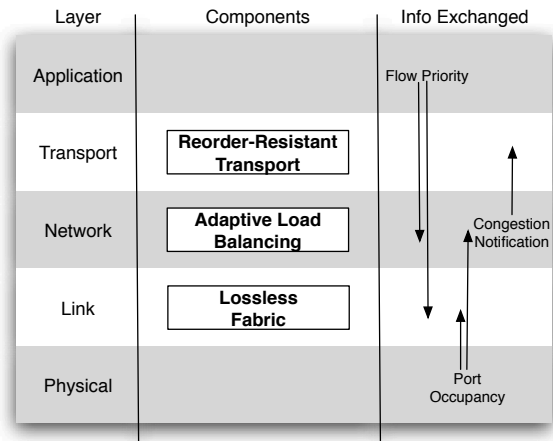 Layer Components Info Exchanged
Application
Flow Priority
Transport
Reorder-Resistant
Transport
Network
Adaptive Load
Balancing
Congestion
Notification
Link
Lossless
Fabric
Physical
Port
Occupancy